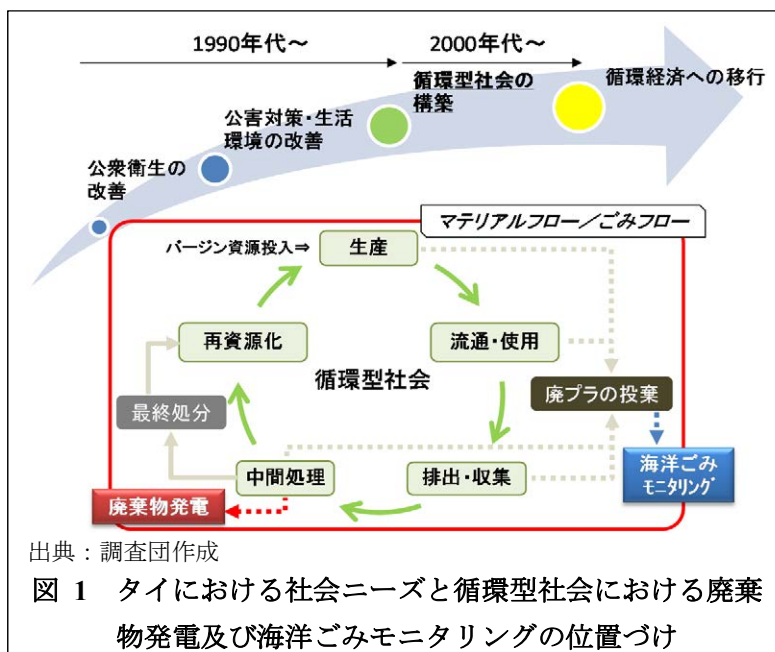 1990年代～
2000年代～
循環型社会の
構築
循環経済への移行
公害対策・生活
環境の改善
公衆衛生の
改善
マテリアルフロー／ごみフロー
バージン資源投入⇒
生産
再資源化
流通・使用
循環型社会
最終処分
廃プラの投棄
中間処理
排出・収集
海洋ごみ
ﾓﾆﾀﾘﾝｸﾞ
廃棄物発電
出典：調査団作成
図 1 タイにおける社会ニーズと循環型社会における廃棄
物発電及び海洋ごみモニタリングの位置づけ